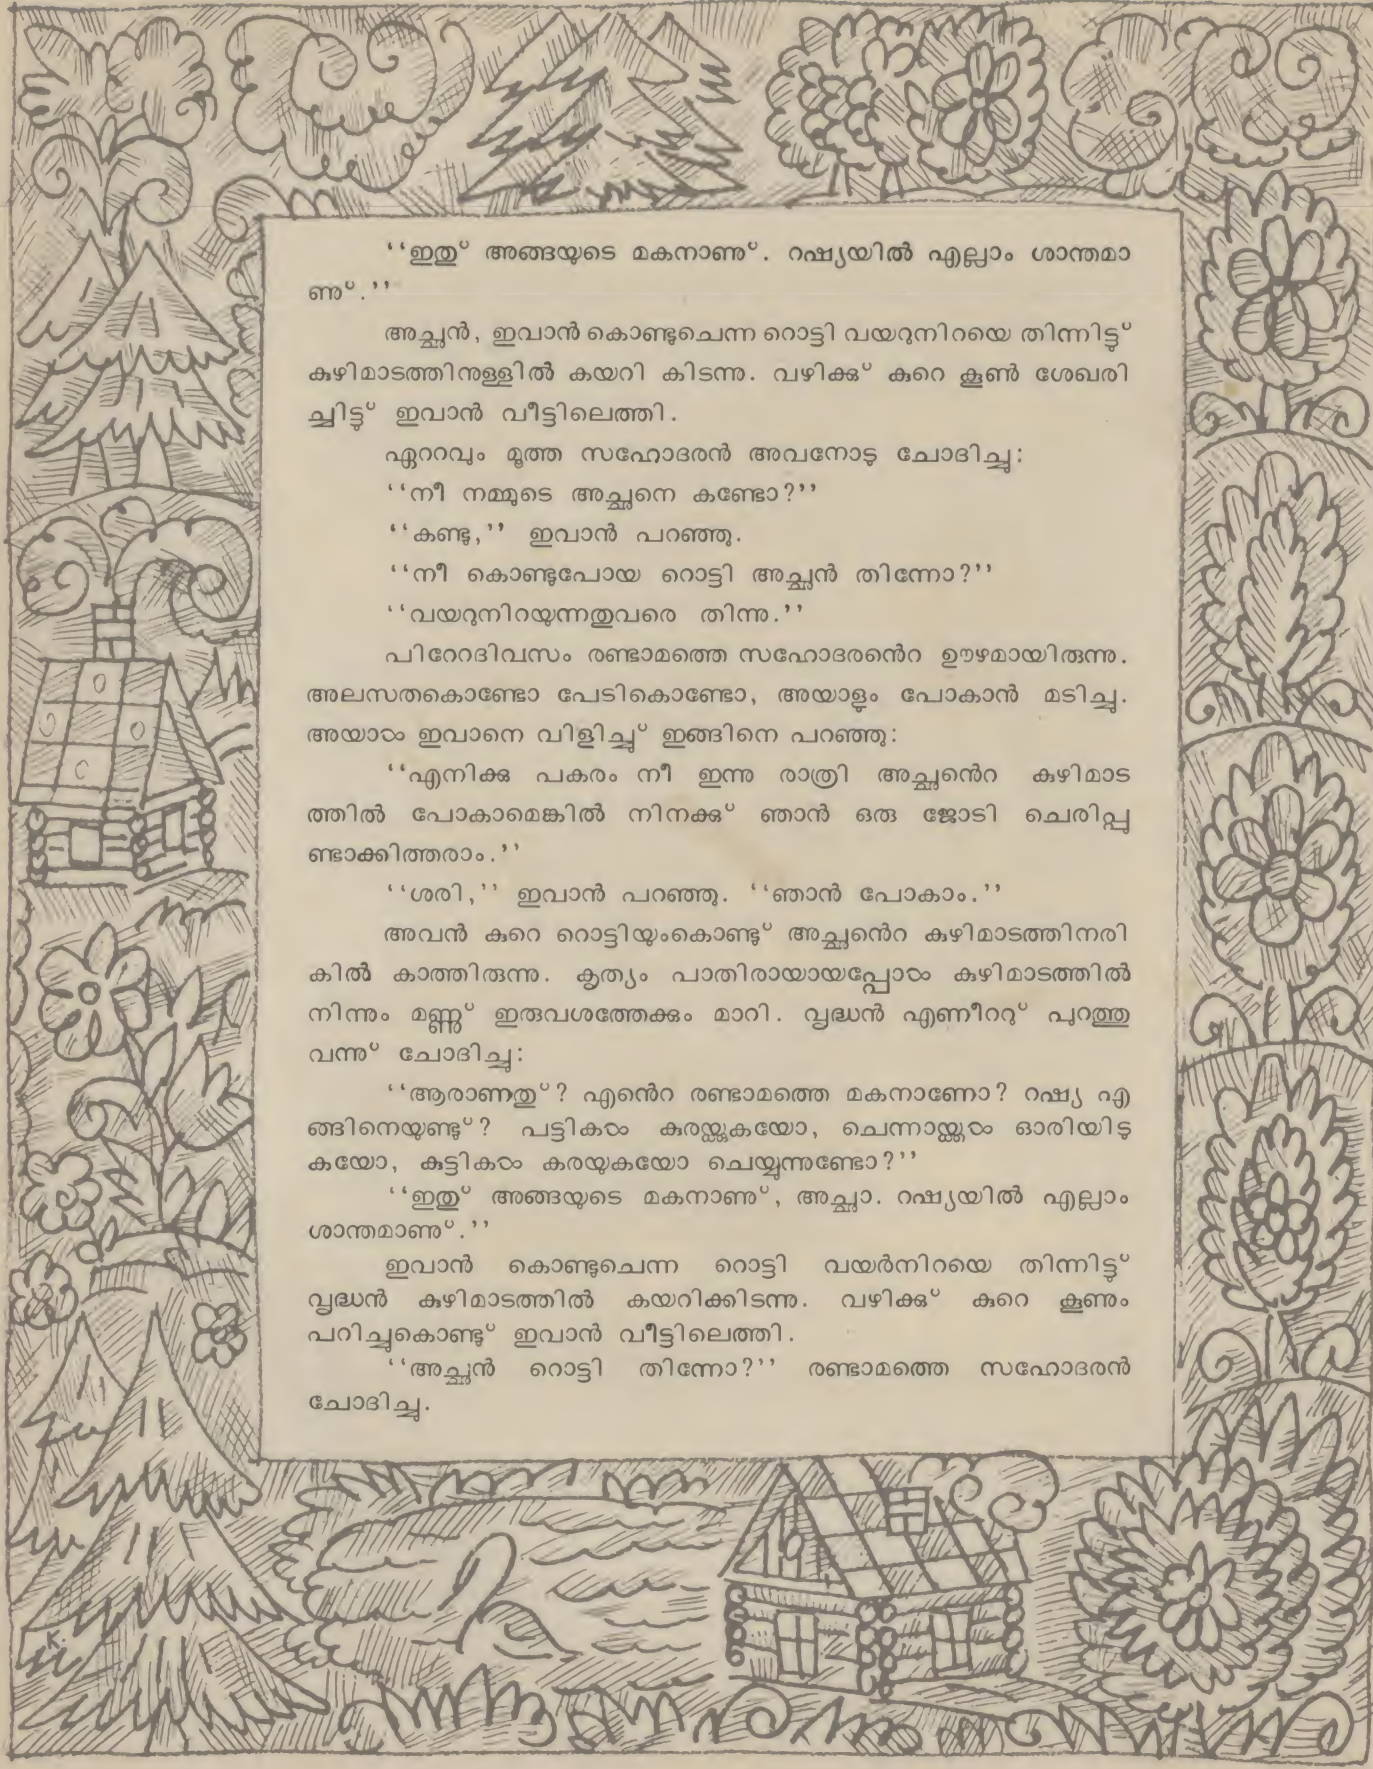 ‘‘ഇതു് അങ്ങയുടെ മകനാണു്. റഷ്യയിൽ എല്ലാം ശാന്തമാ
ണു്.’’
അച്ഛൻ, ഇവാൻ കൊണ്ടുചെന്ന റൊട്ടി വയറുനിറയെ തിന്നിട്ടു്
കുഴിമാടത്തിനുള്ളിൽ കയറി കിടന്നു. വഴിക്കു് കുറെ കൂൺ ശേഖരി
ച്ചിട്ടു് ഇവാൻ വീട്ടിലെത്തി.
ഏററവും മൂത്ത സഹോദരൻ അവനോടു ചോദിച്ചു:
‘‘നീ നമ്മുടെ അച്ഛനെ കണ്ടോ?’’
‘‘കണ്ടു,’’ ഇവാൻ പറഞ്ഞു.
‘‘നീ കൊണ്ടുപോയ റൊട്ടി അച്ഛൻ തിന്നോ?’’
‘‘വയറുനിറയുന്നതുവരെ തിന്നു.’’
പിറേറദിവസം രണ്ടാമത്തെ സഹോദരൻെറ ഊഴമായിരുന്നു.
അലസതകൊണ്ടോ പേടികൊണ്ടോ, അയാളും പോകാൻ മടിച്ചു.
അയാൾ ഇവാനെ വിളിച്ചു് ഇങ്ങിനെ പറഞ്ഞു:
‘‘എനിക്കു പകരം നീ ഇന്നു രാത്രി അച്ഛൻെറ കുഴിമാട
ത്തിൽ പോകാമെങ്കിൽ നിനക്കു് ഞാൻ ഒരു ജോടി ചെരിപ്പു
ണ്ടാക്കിത്തരാം.’’
‘‘ശരി,’’ ഇവാൻ പറഞ്ഞു. ‘‘ഞാൻ പോകാം.’’
അവൻ കുറെ റൊട്ടിയുംകൊണ്ടു് അച്ഛൻെറ കുഴിമാടത്തിനരി
കിൽ കാത്തിരുന്നു. കൃത്യം പാതിരായായപ്പോൾ കുഴിമാടത്തിൽ
നിന്നും മണ്ണു് ഇരുവശത്തേക്കും മാറി. വൃദ്ധൻ എണീററു് പുറത്തു
വന്നു് ചോദിച്ചു:
‘‘ആരാണതു്? എൻെറ രണ്ടാമത്തെ മകനാണോ? റഷ്യ എ
ങ്ങിനെയുണ്ടു്? പട്ടികൾ കുരയ്ക്കുകയോ, ചെന്നായ്ക്കൾ ഓരിയിടു
കയോ, കുട്ടികൾ കരയുകയോ ചെയ്യുന്നുണ്ടോ?’’
‘‘ഇതു് അങ്ങയുടെ മകനാണു്, അച്ഛാ. റഷ്യയിൽ എല്ലാം
ശാന്തമാണു്.’’
ഇവാൻ കൊണ്ടുചെന്ന റൊട്ടി വയർനിറയെ തിന്നിട്ടു്
വൃദ്ധൻ കുഴിമാടത്തിൽ കയറിക്കിടന്നു. വഴിക്കു് കുറെ കൂണും
പറിച്ചുകൊണ്ടു് ഇവാൻ വീട്ടിലെത്തി.
‘‘അച്ഛൻ റൊട്ടി തിന്നോ?’’ രണ്ടാമത്തെ സഹോദരൻ
ചോദിച്ചു.